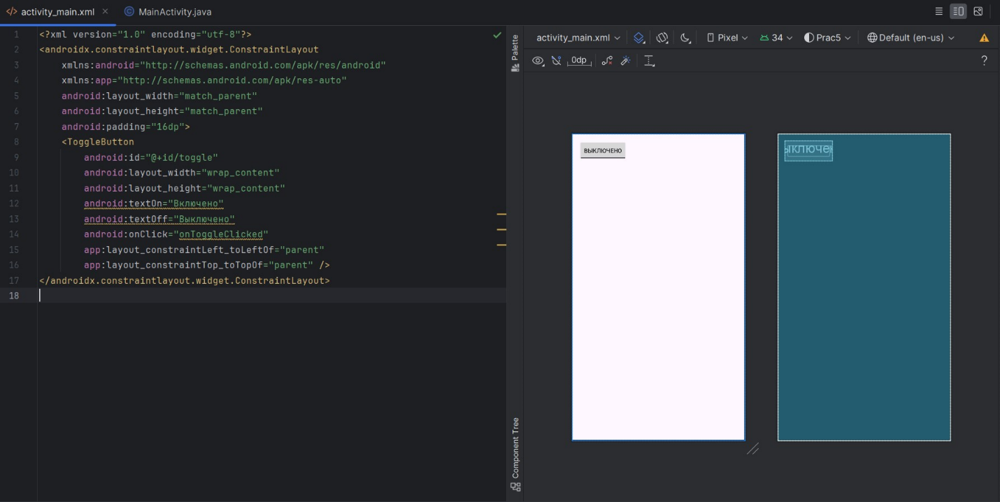 activity_main.xml
MainActivity.java
1 <?xml version="1.0" encoding="utf-8"?>
2 <androidx.constraintlayout.widget.ConstraintLayout
3 xmlns:android="http://schemas.android.com/apk/res/android"
4 xmlns:app="http://schemas.android.com/apk/res-auto"
5 android:layout_width="match_parent"
6 android:layout_height="match_parent"
7 android:padding="16dp">
8 <ToggleButton
9 android:id="@+id/toggle"
10 android:layout_width="wrap_content"
11 android:layout_height="wrap_content"
12 android:textOn="Включено"
13 android:textOff="Выключено"
14 android:onClick="onToggleClicked"
15 app:layout_constraintLeft_toLeftOf="parent"
16 app:layout_constraintTop_toTopOf="parent" />
17 </androidx.constraintlayout.widget.ConstraintLayout>
18
Palette
Component Tree
activity_main.xml Pixel 34 Prac5 Default (en-us)
0dp ?
ВЫКЛЮЧЕНО
ыключен